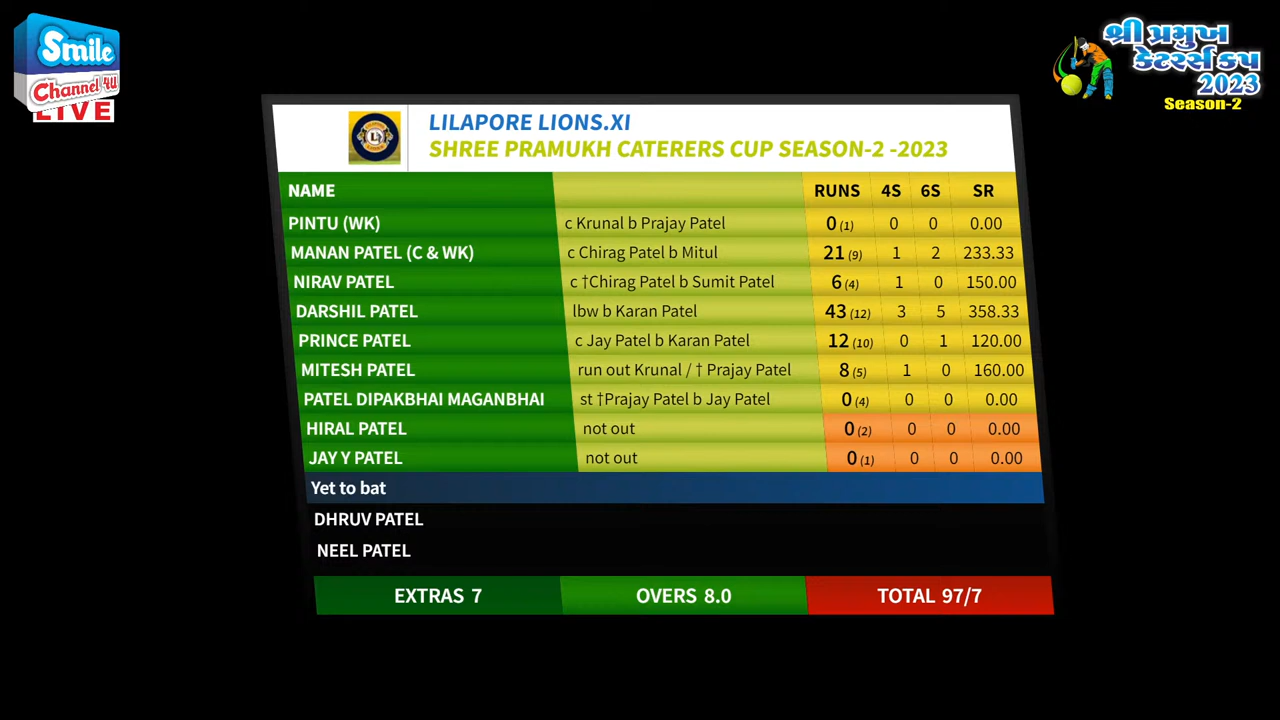 Smile
Channel 4U
LIVE
શ્રી પ્રમુખ
કેટરર્સ કપ
2023
Season-2
LILAPORE LIONS.XI
SHREE PRAMUKH CATERERS CUP SEASON-2 -2023
NAME RUNS 4S 6S SR
PINTU (WK) c Krunal b Prajay Patel 0 (1) 0 0 0.00
MANAN PATEL (C & WK) c Chirag Patel b Mitul 21 (9) 1 2 233.33
NIRAV PATEL c †Chirag Patel b Sumit Patel 6 (4) 1 0 150.00
DARSHIL PATEL lbw b Karan Patel 43 (12) 3 5 358.33
PRINCE PATEL c Jay Patel b Karan Patel 12 (10) 0 1 120.00
MITESH PATEL run out Krunal / † Prajay Patel 8 (5) 1 0 160.00
PATEL DIPAKBHAI MAGANBHAI st †Prajay Patel b Jay Patel 0 (4) 0 0 0.00
HIRAL PATEL not out 0 (2) 0 0 0.00
JAY Y PATEL not out 0 (1) 0 0 0.00
Yet to bat
DHRUV PATEL
NEEL PATEL
EXTRAS 7 OVERS 8.0 TOTAL 97/7